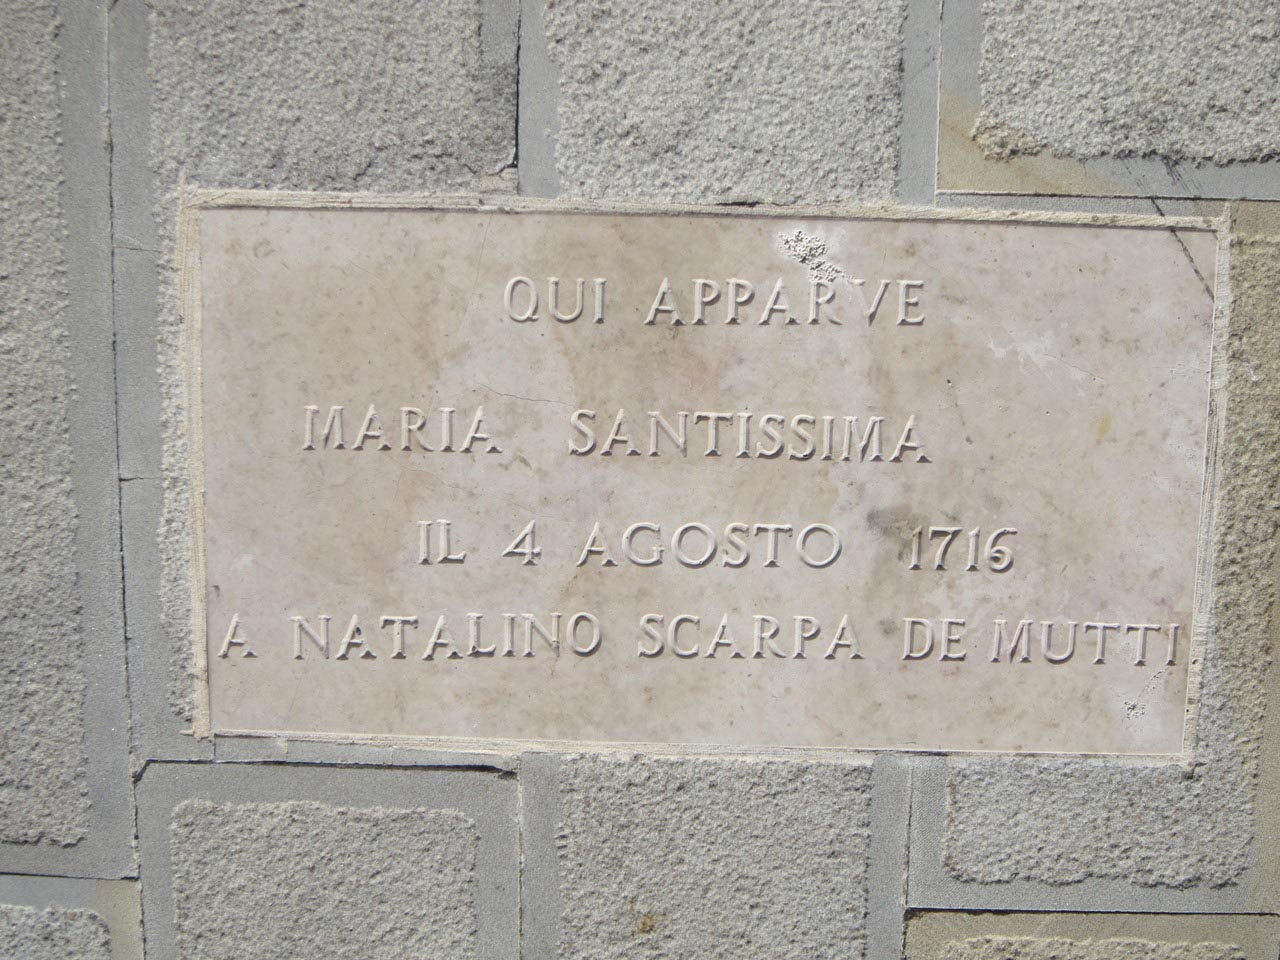 QUI APPARVE
MARIA SANTISSIMA
IL 4 AGOSTO 1716
A NATALINO SCARPA DE MUTTI